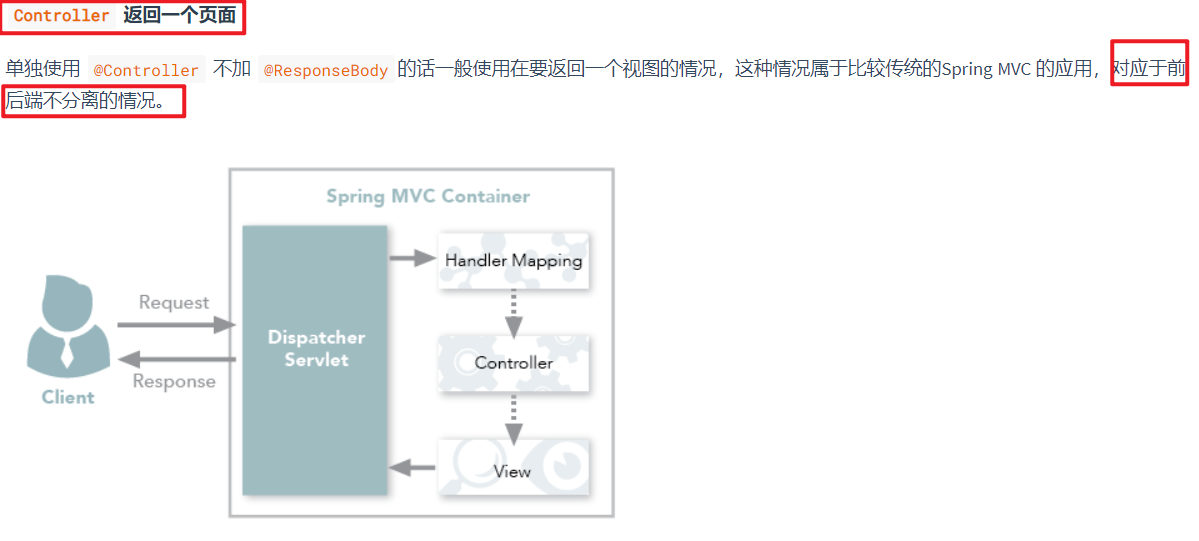 Controller 返回一个页面
单独使用 @Controller 不加 @ResponseBody 的话一般使用在要返回一个视图的情况，这种情况属于比较传统的Spring MVC 的应用，对应于前
后端不分离的情况。
Spring MVC Container
Handler Mapping
Request
Dispatcher
Servlet
Controller
Response
Client
View